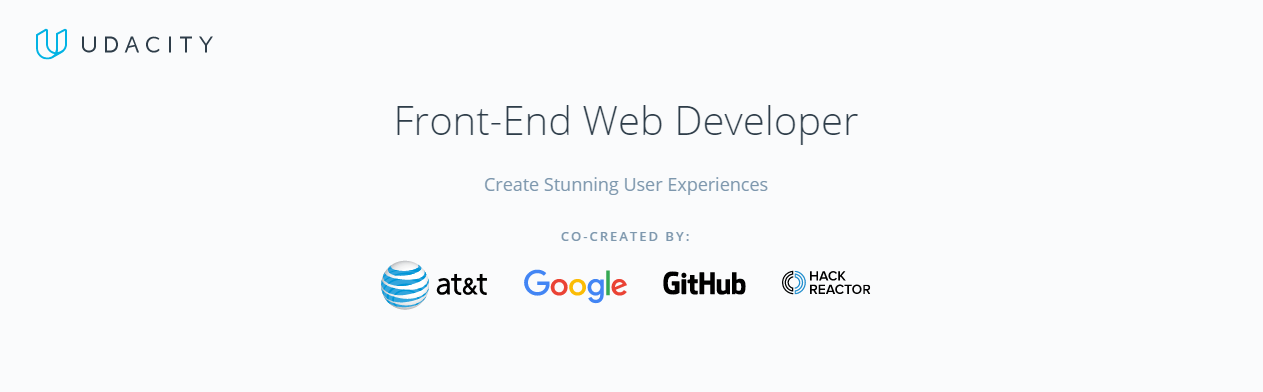 UDACITY
Front-End Web Developer
Create Stunning User Experiences
CO-CREATED BY:
at&t Google GitHub HACK REACTOR